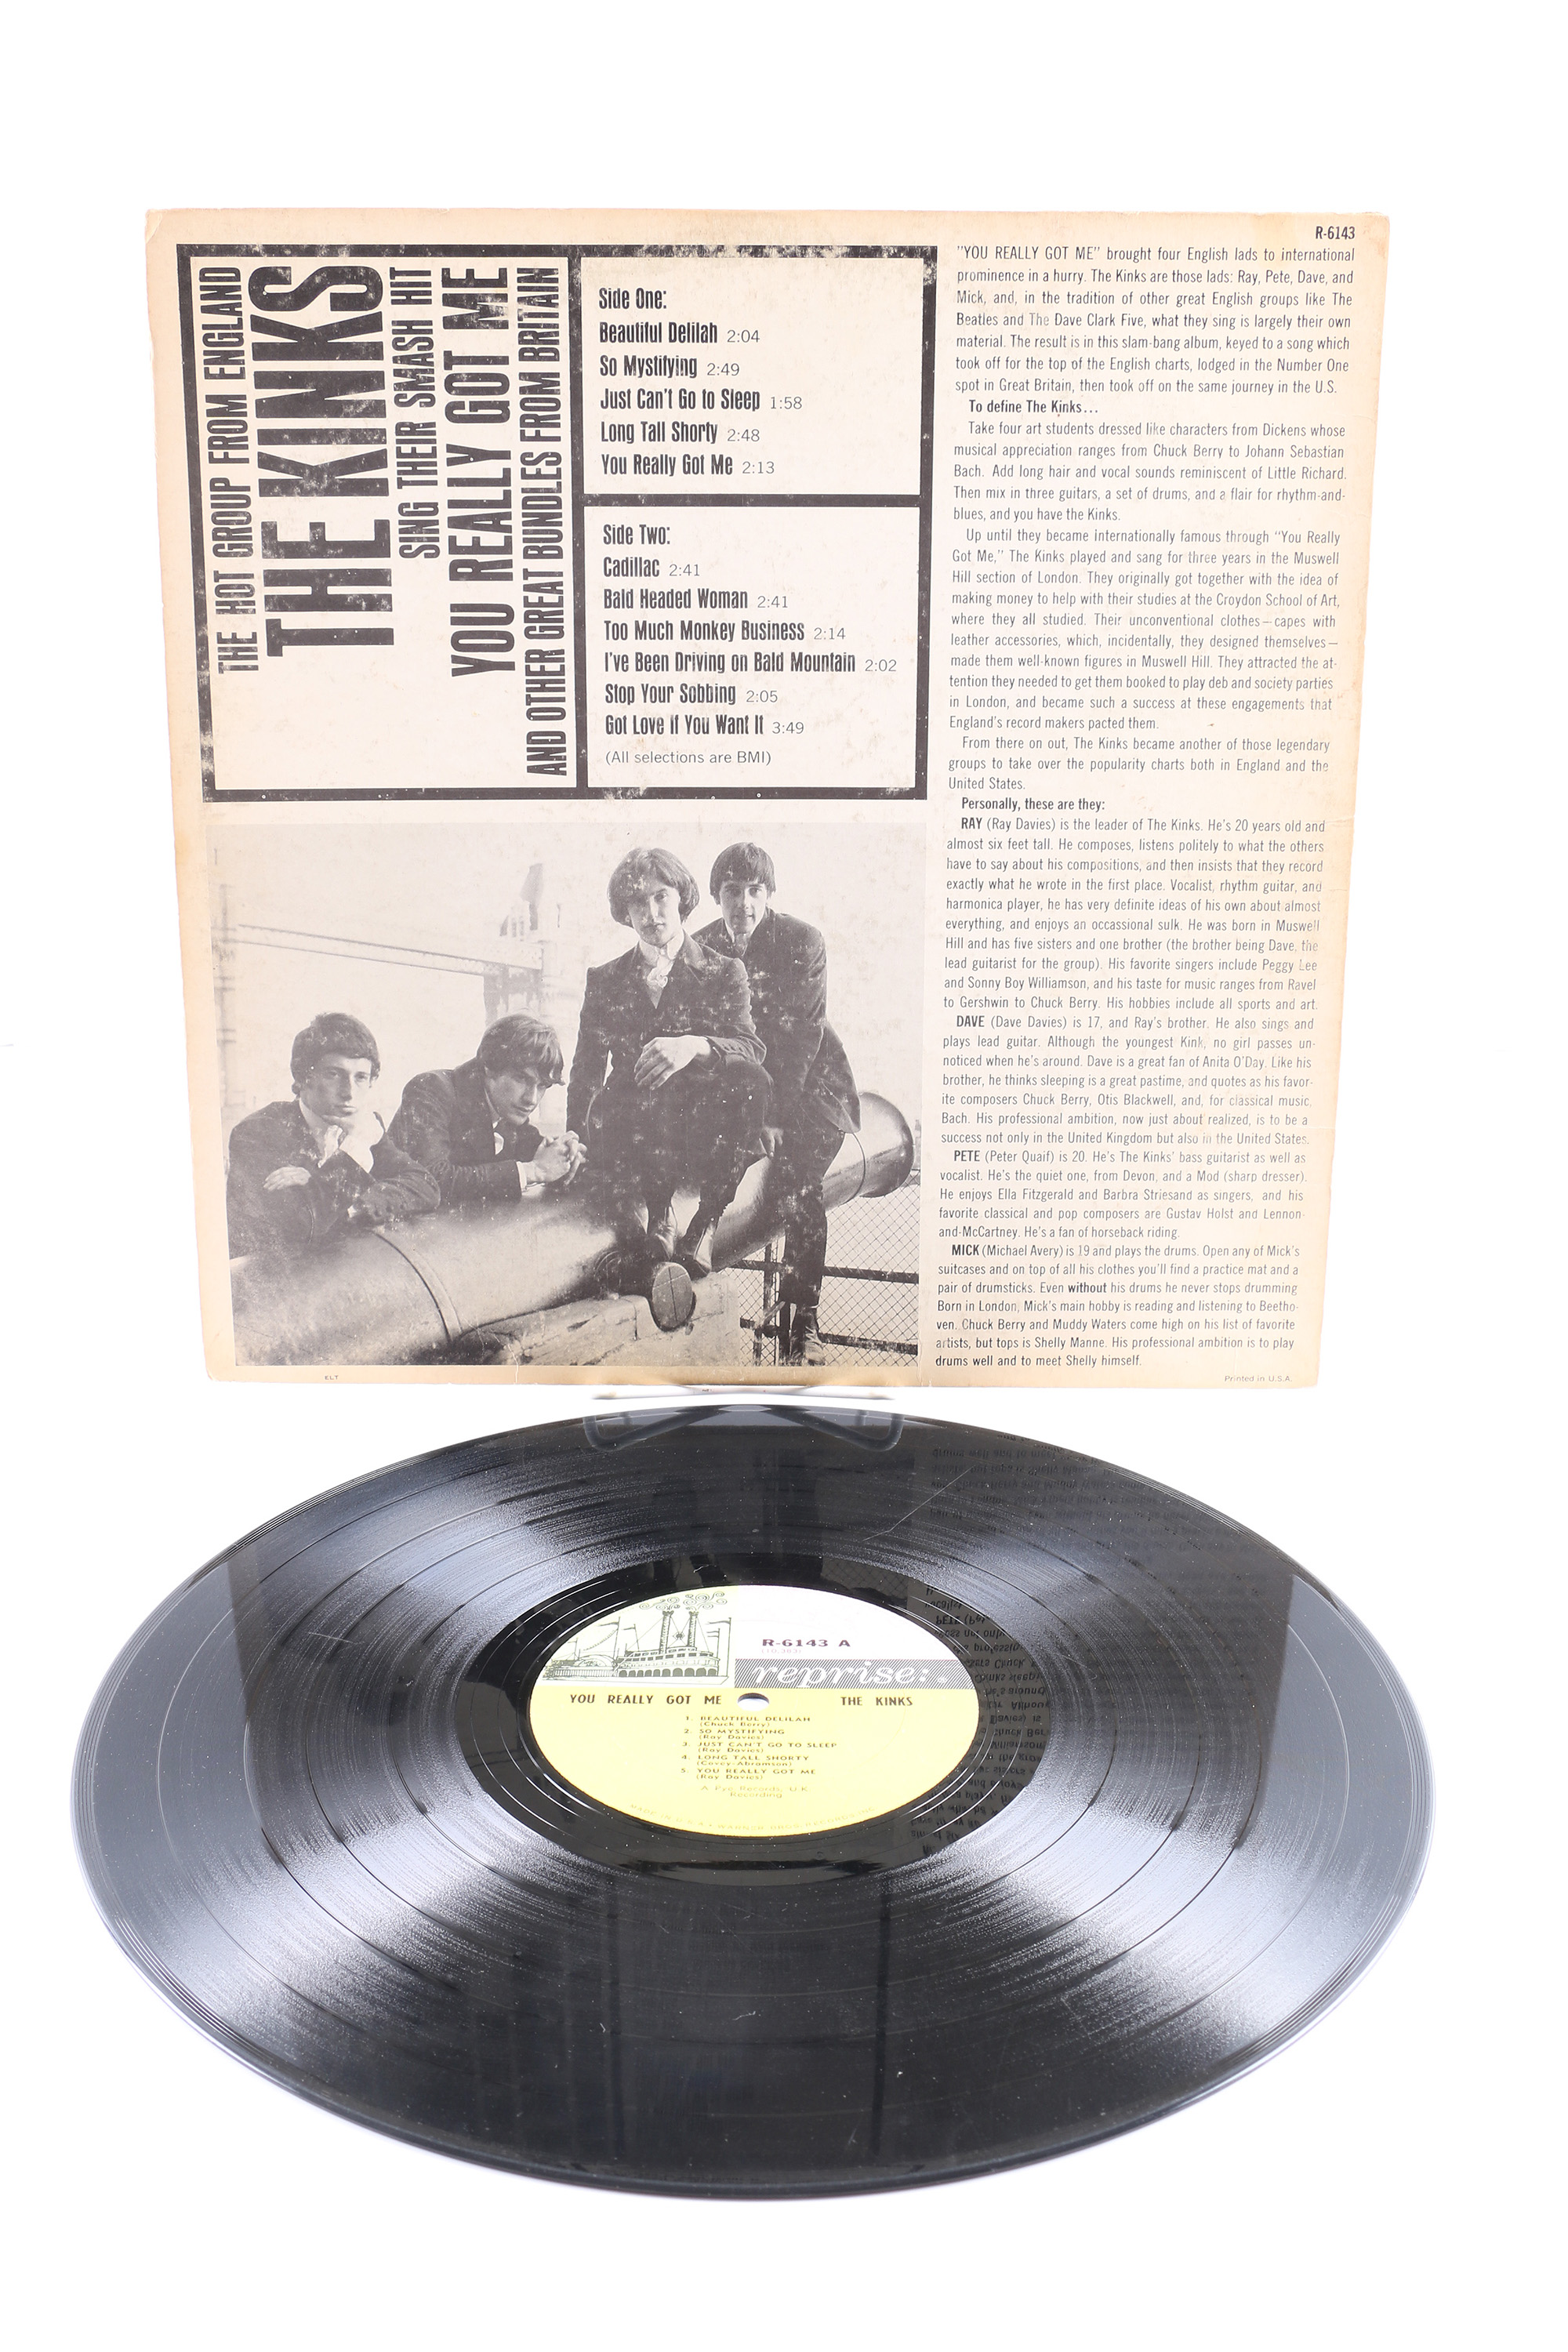 R-6143
THE HOT GROUP FROM ENGLAND
THE KINKS
SING THEIR SMASH HIT
YOU REALLY GOT ME
AND OTHER GREAT BUNDLES FROM BRITAIN
Side One:
Beautiful Delilah 2:04
So Mystifying 2:49
Just Can't Go to Sleep 1:58
Long Tall Shorty 2:48
You Really Got Me 2:13
Side Two:
Cadillac 2:41
Bald Headed Woman 2:41
Too Much Monkey Business 2:14
I've Been Driving on Bald Mountain 2:02
Stop Your Sobbing 2:05
Got Love If You Want It 3:49
(All selections are BMI)
"YOU REALLY GOT ME" brought four English lads to international
prominence in a hurry. The Kinks are those lads: Ray, Pete, Dave, and
Mick, and, in the tradition of other great English groups like The
Beatles and The Dave Clark Five, what they sing is largely their own
material. The result is in this slam-bang album, keyed to a song which
took off for the top of the English charts, lodged in the Number One
spot in Great Britain, then took off on the same journey in the U.S.
To define The Kinks...
Take four art students dressed like characters from Dickens whose
musical appreciation ranges from Chuck Berry to Johann Sebastian
Bach. Add long hair and vocal sounds reminiscent of Little Richard.
Then mix in three guitars, a set of drums, and a flair for rhythm-and-
blues, and you have the Kinks.
Up until they became internationally famous through "You Really
Got Me," The Kinks played and sang for three years in the Muswell
Hill section of London. They originally got together with the idea of
making money to help with their studies at the Croydon School of Art,
where they all studied. Their unconventional clothes—capes with
leather accessories, which, incidentally, they designed themselves—
made them well-known figures in Muswell Hill. They attracted the at-
tention they needed to get them booked to play deb and society parties
in London, and became such a success at these engagements that
England's record makers pacted them.
From there on out, The Kinks became another of those legendary
groups to take over the popularity charts both in England and the
United States.
Personally, these are they:
RAY (Ray Davies) is the leader of The Kinks. He's 20 years old and
almost six feet tall. He composes, listens politely to what the others
have to say about his compositions, and then insists that they record
exactly what he wrote in the first place. Vocalist, rhythm guitar, and
harmonica player, he has very definite ideas of his own about almost
everything, and enjoys an occassional sulk. He was born in Muswell
Hill and has five sisters and one brother (the brother being Dave, the
lead guitarist for the group). His favorite singers include Peggy Lee
and Sonny Boy Williamson, and his taste for music ranges from Ravel
to Gershwin to Chuck Berry. His hobbies include all sports and art.
DAVE (Dave Davies) is 17, and Ray's brother. He also sings and
plays lead guitar. Although the youngest Kink, no girl passes un-
noticed when he's around. Dave is a great fan of Anita O'Day. Like his
brother, he thinks sleeping is a great pastime, and quotes as his favor-
ite composers Chuck Berry, Otis Blackwell, and, for classical music,
Bach. His professional ambition, now just about realized, is to be a
success not only in the United Kingdom but also in the United States.
PETE (Peter Quaif) is 20. He's The Kinks' bass guitarist as well as
vocalist. He's the quiet one, from Devon, and a Mod (sharp dresser).
He enjoys Ella Fitzgerald and Barbra Striesand as singers, and his
favorite classical and pop composers are Gustav Holst and Lennon-
and-McCartney. He's a fan of horseback riding.
MICK (Michael Avery) is 19 and plays the drums. Open any of Mick's
suitcases and on top of all his clothes you'll find a practice mat and a
pair of drumsticks. Even without his drums he never stops drumming
Born in London, Mick's main hobby is reading and listening to Beetho-
ven. Chuck Berry and Muddy Waters come high on his list of favorite
artists, but tops is Shelly Manne. His professional ambition is to play
drums well and to meet Shelly himself.
ELT
Printed in U.S.A.
R-6143 A
reprise:
YOU REALLY GOT ME
THE KINKS
1. BEAUTIFUL DELILAH
(Chuck Berry)
2. SO MYSTIFYING
(Ray Davies)
3. JUST CAN'T GO TO SLEEP
(Ray Davies)
4. LONG TALL SHORTY
(Covey-Abramson)
5. YOU REALLY GOT ME
(Ray Davies)
A Pye Records, U.K.
Recording
MADE IN U.S.A.